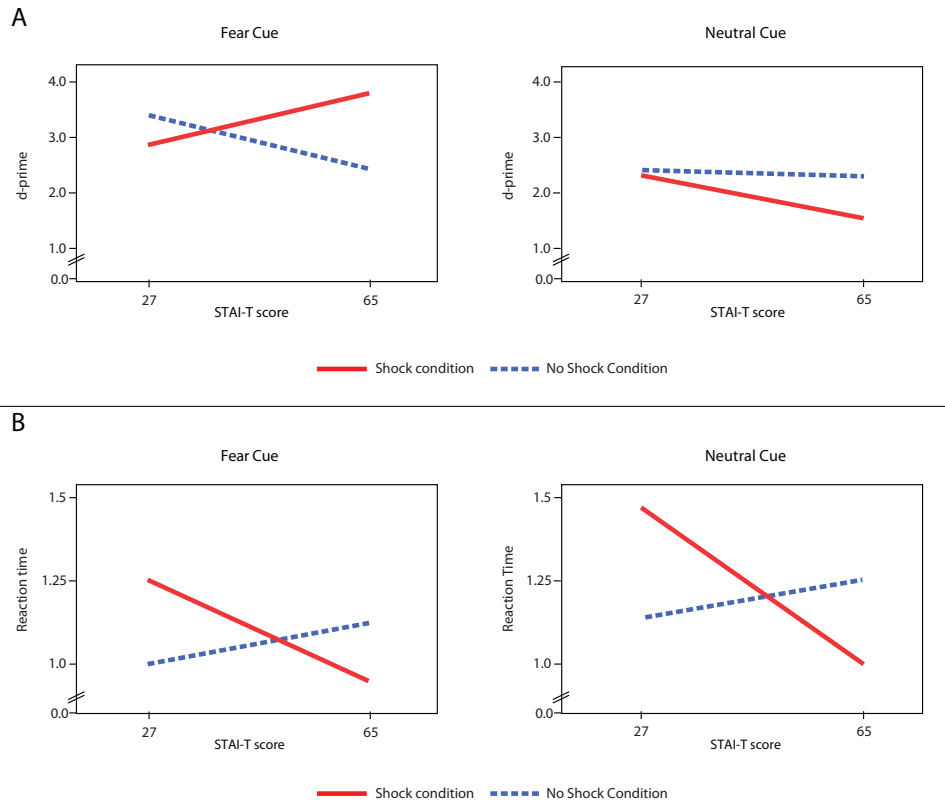 A
Fear Cue
Neutral Cue
4.0
3.0
2.0
1.0
0.0
d-prime
27
65
STAI-T score
4.0
3.0
2.0
1.0
0.0
d-prime
27
65
STAI-T score
Shock condition
No Shock Condition
B
Fear Cue
Neutral Cue
1.5
1.25
1.0
0.0
Reaction time
27
65
STAI-T score
1.5
1.25
1.0
0.0
Reaction Time
27
65
STAI-T score
Shock condition
No Shock Condition